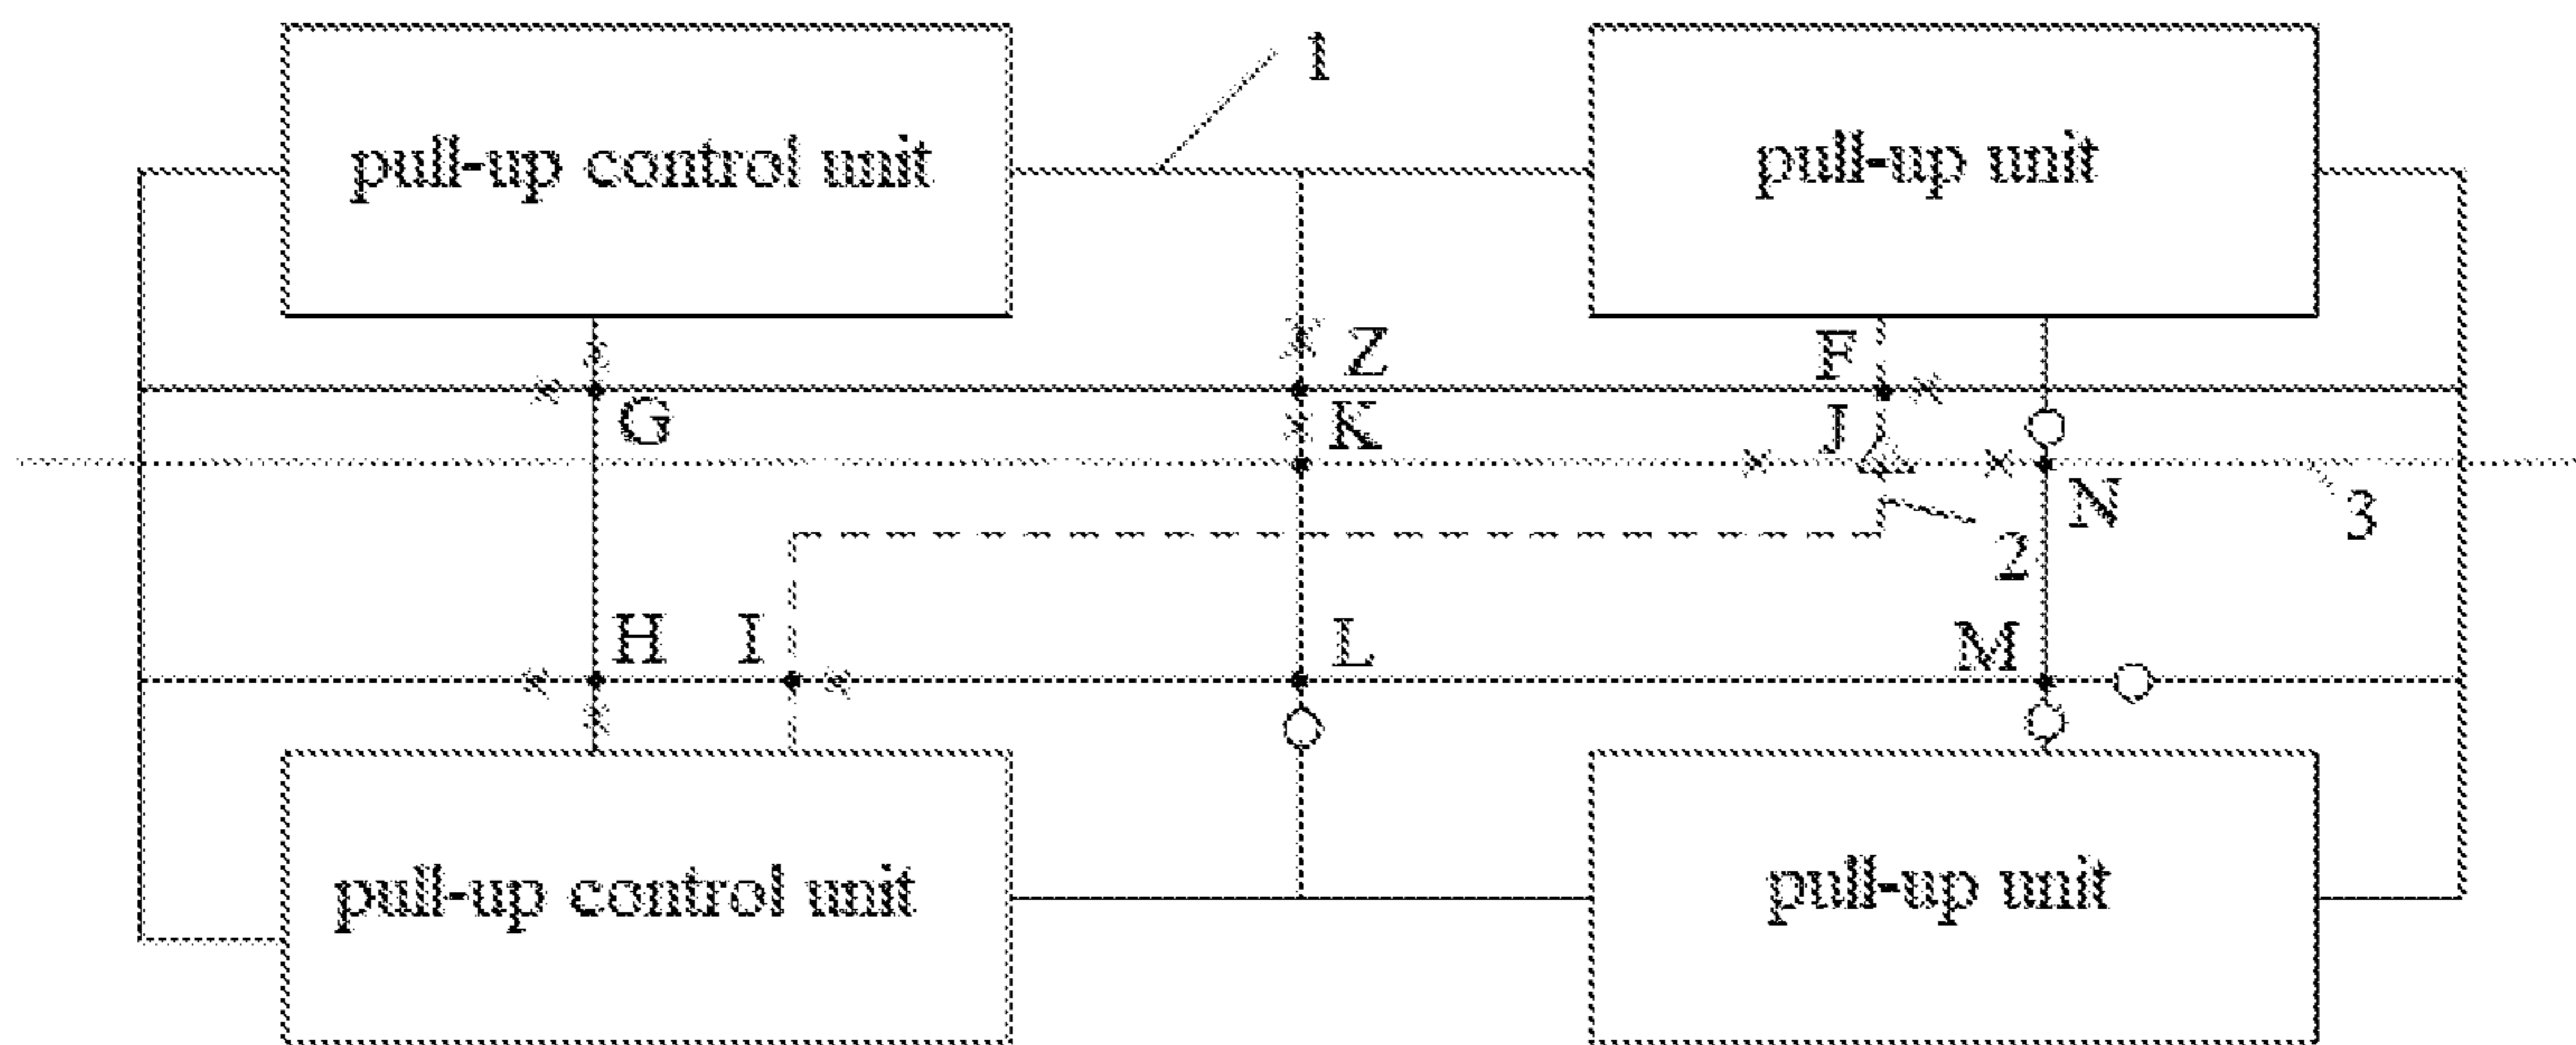 1
pull-up control unit
pull-up unit
Z
F
G
K
J
N
3
2
H
I
L
M
pull-up control unit
pull-up unit